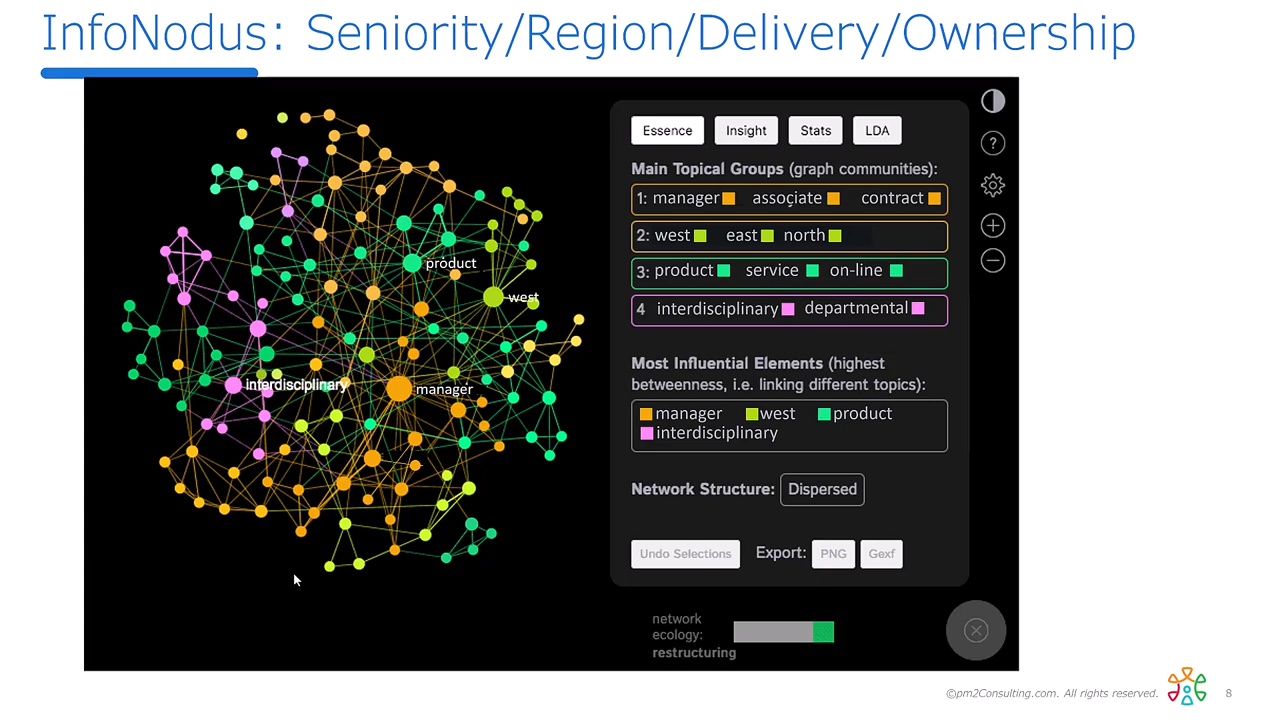 InfoNodus: Seniority/Region/Delivery/Ownership
product
west
interdisciplinary
manager
Essence Insight Stats LDA
Main Topical Groups (graph communities):
1: manager associate contract
2: west east north
3: product service on-line
4 interdisciplinary departmental
Most Influential Elements (highest
betweenness, i.e. linking different topics):
manager west product
interdisciplinary
Network Structure: Dispersed
Undo Selections Export: PNG Gexf
network
ecology:
restructuring
?
©pm2Consulting.com. All rights reserved. 8